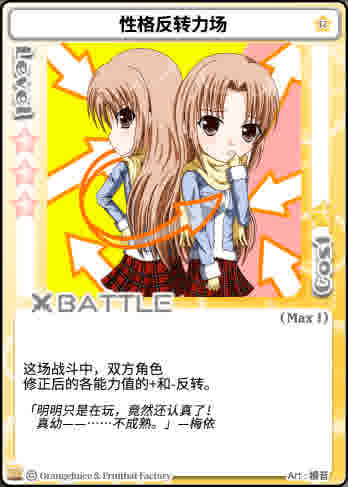 性格反转力场
Level
Cost
BATTLE
(Max 1)
这场战斗中，双方角色
修正后的各能力值的+和-反转。
「明明只是在玩，竟然还认真了！
真幼——……不成熟。」—梅依
© OrangeJuice & Fruitbat Factory
Art : 禎音